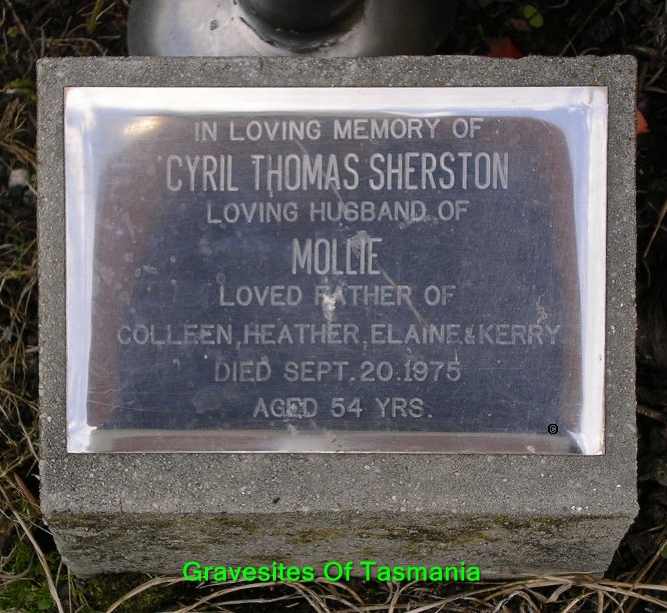 IN LOVING MEMORY OF
CYRIL THOMAS SHERSTON
LOVING HUSBAND OF
MOLLIE
LOVED FATHER OF
COLLEEN, HEATHER, ELAINE & KERRY
DIED SEPT. 20. 1975
AGED 54 YRS.
©
Gravesites Of Tasmania